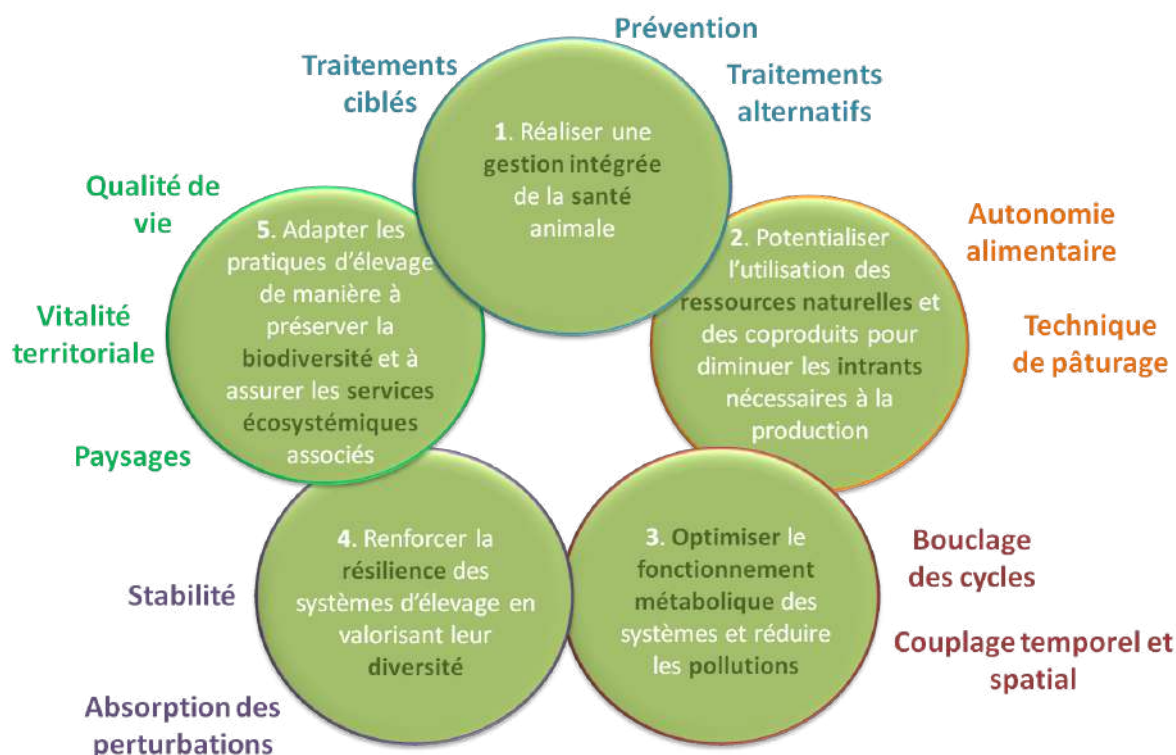 Prévention
Traitements
ciblés
Traitements
alternatifs
1. Réaliser une
gestion intégrée
de la santé
animale
Autonomie
alimentaire
Technique
de pâturage
2. Potentialiser
l'utilisation des
ressources naturelles et
des coproduits pour
diminuer les intrants
nécessaires à la
production
Bouclage
des cycles
Couplage temporel et
spatial
3. Optimiser le
fonctionnement
métabolique des
systèmes et réduire
les pollutions
4. Renforcer la
résilience des
systèmes d'élevage en
valorisant leur
diversité
Stabilité
Absorption des
perturbations
5. Adapter les
pratiques d'élevage
de manière à
préserver la
biodiversité et à
assurer les services
écosystémiques
associés
Qualité de
vie
Vitalité
territoriale
Paysages